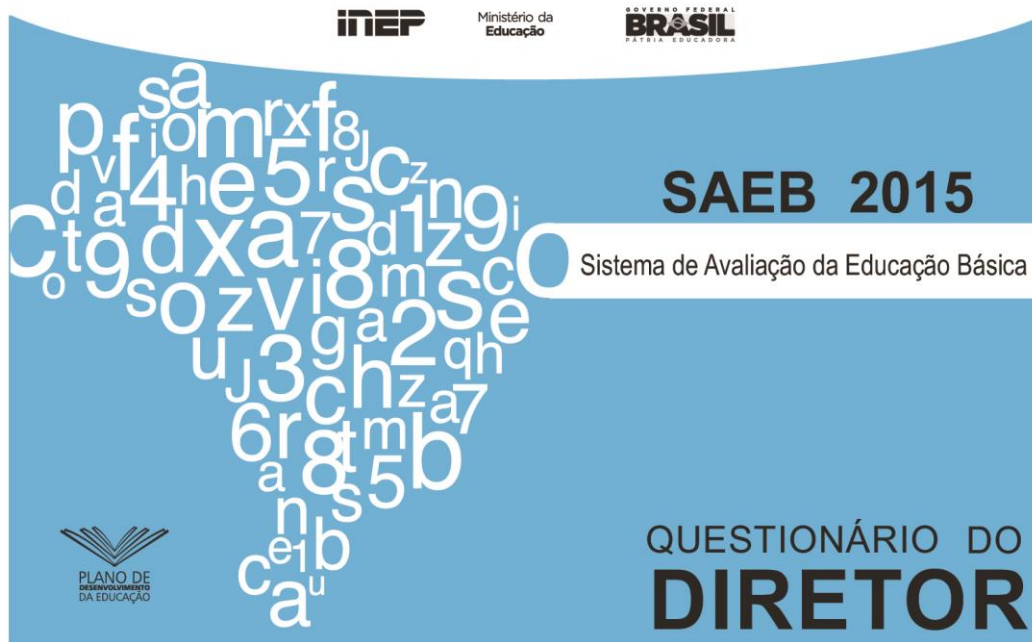 inep
Ministério da
Educação
GOVERNO FEDERAL
BRASIL
PÁTRIA EDUCADORA
SAEB 2015
Sistema de Avaliação da Educação Básica
PLANO DE
DESENVOLVIMENTO
DA EDUCAÇÃO
QUESTIONÁRIO DO
DIRETOR